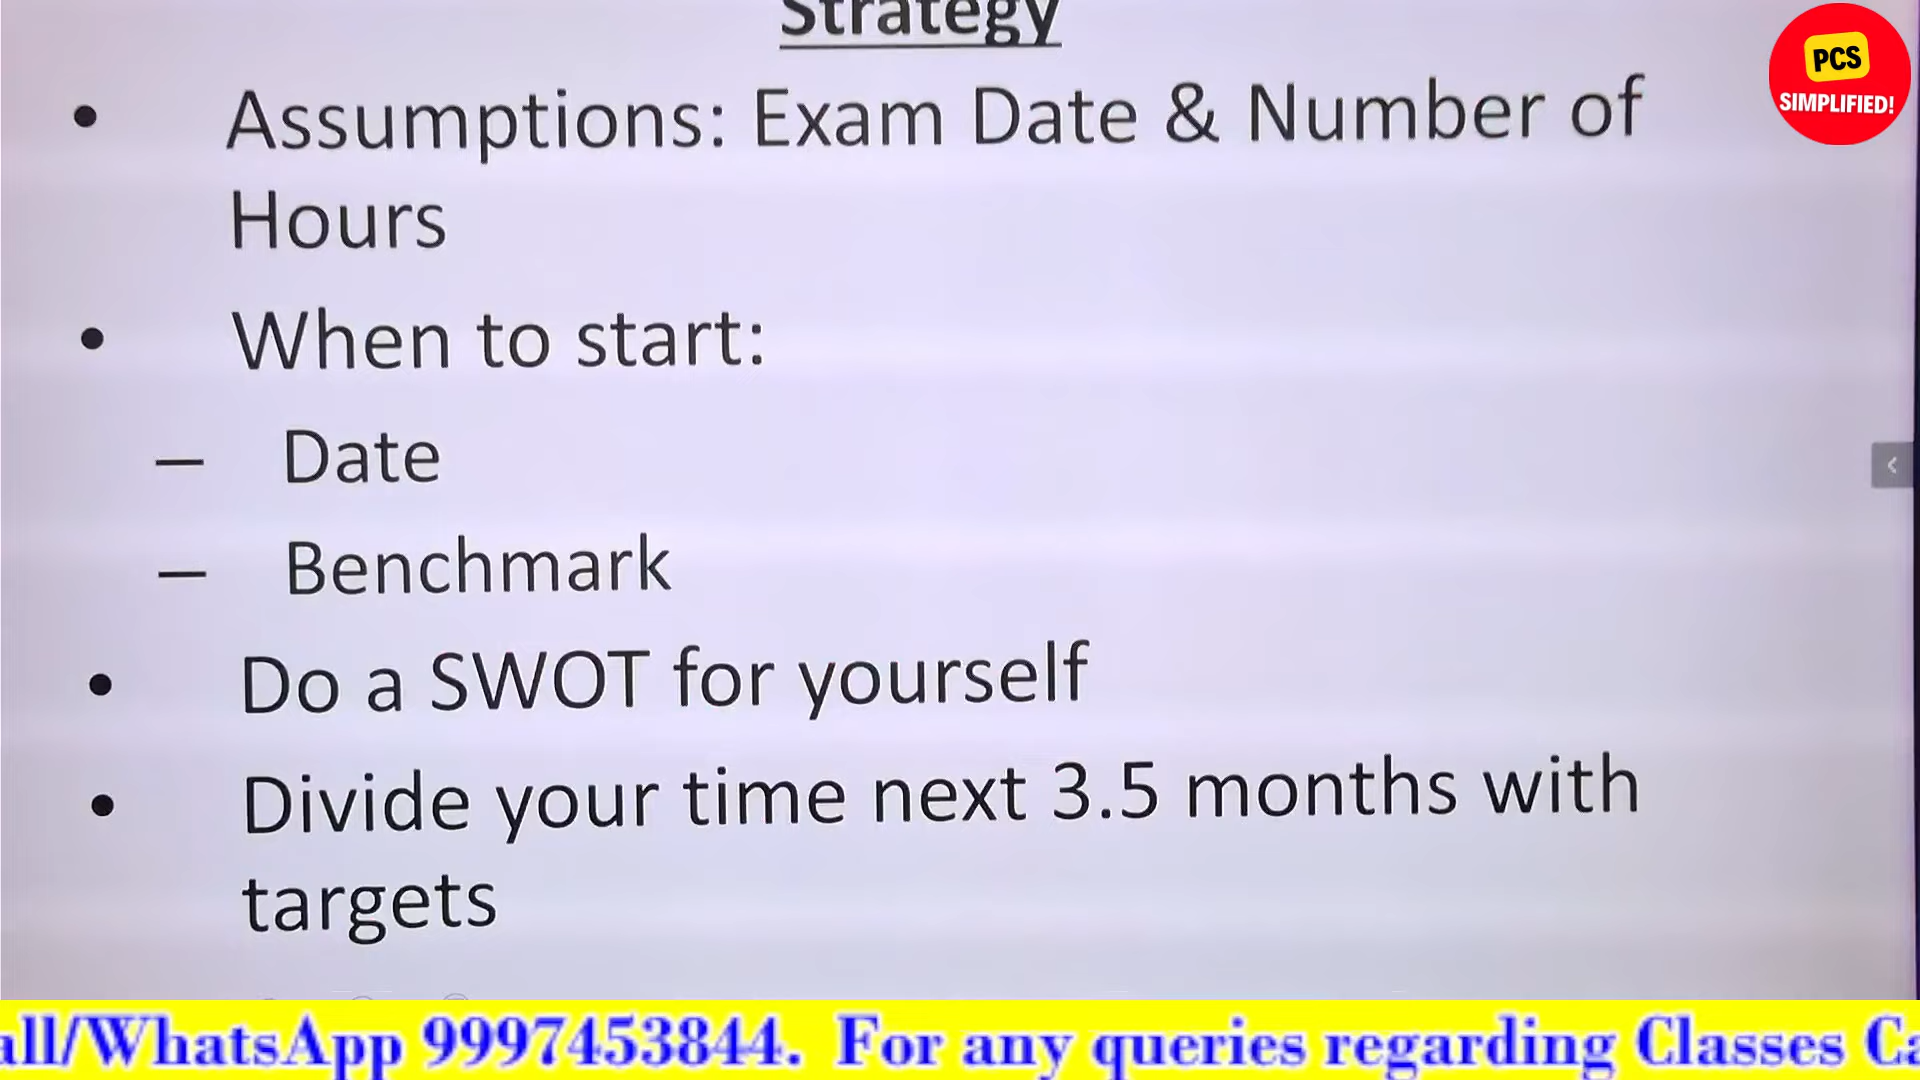 Strategy
PCS
SIMPLIFIED!
• Assumptions: Exam Date & Number of
Hours
• When to start:
– Date
– Benchmark
• Do a SWOT for yourself
• Divide your time next 3.5 months with
targets
all/WhatsApp 9997453844. For any queries regarding Classes Ca